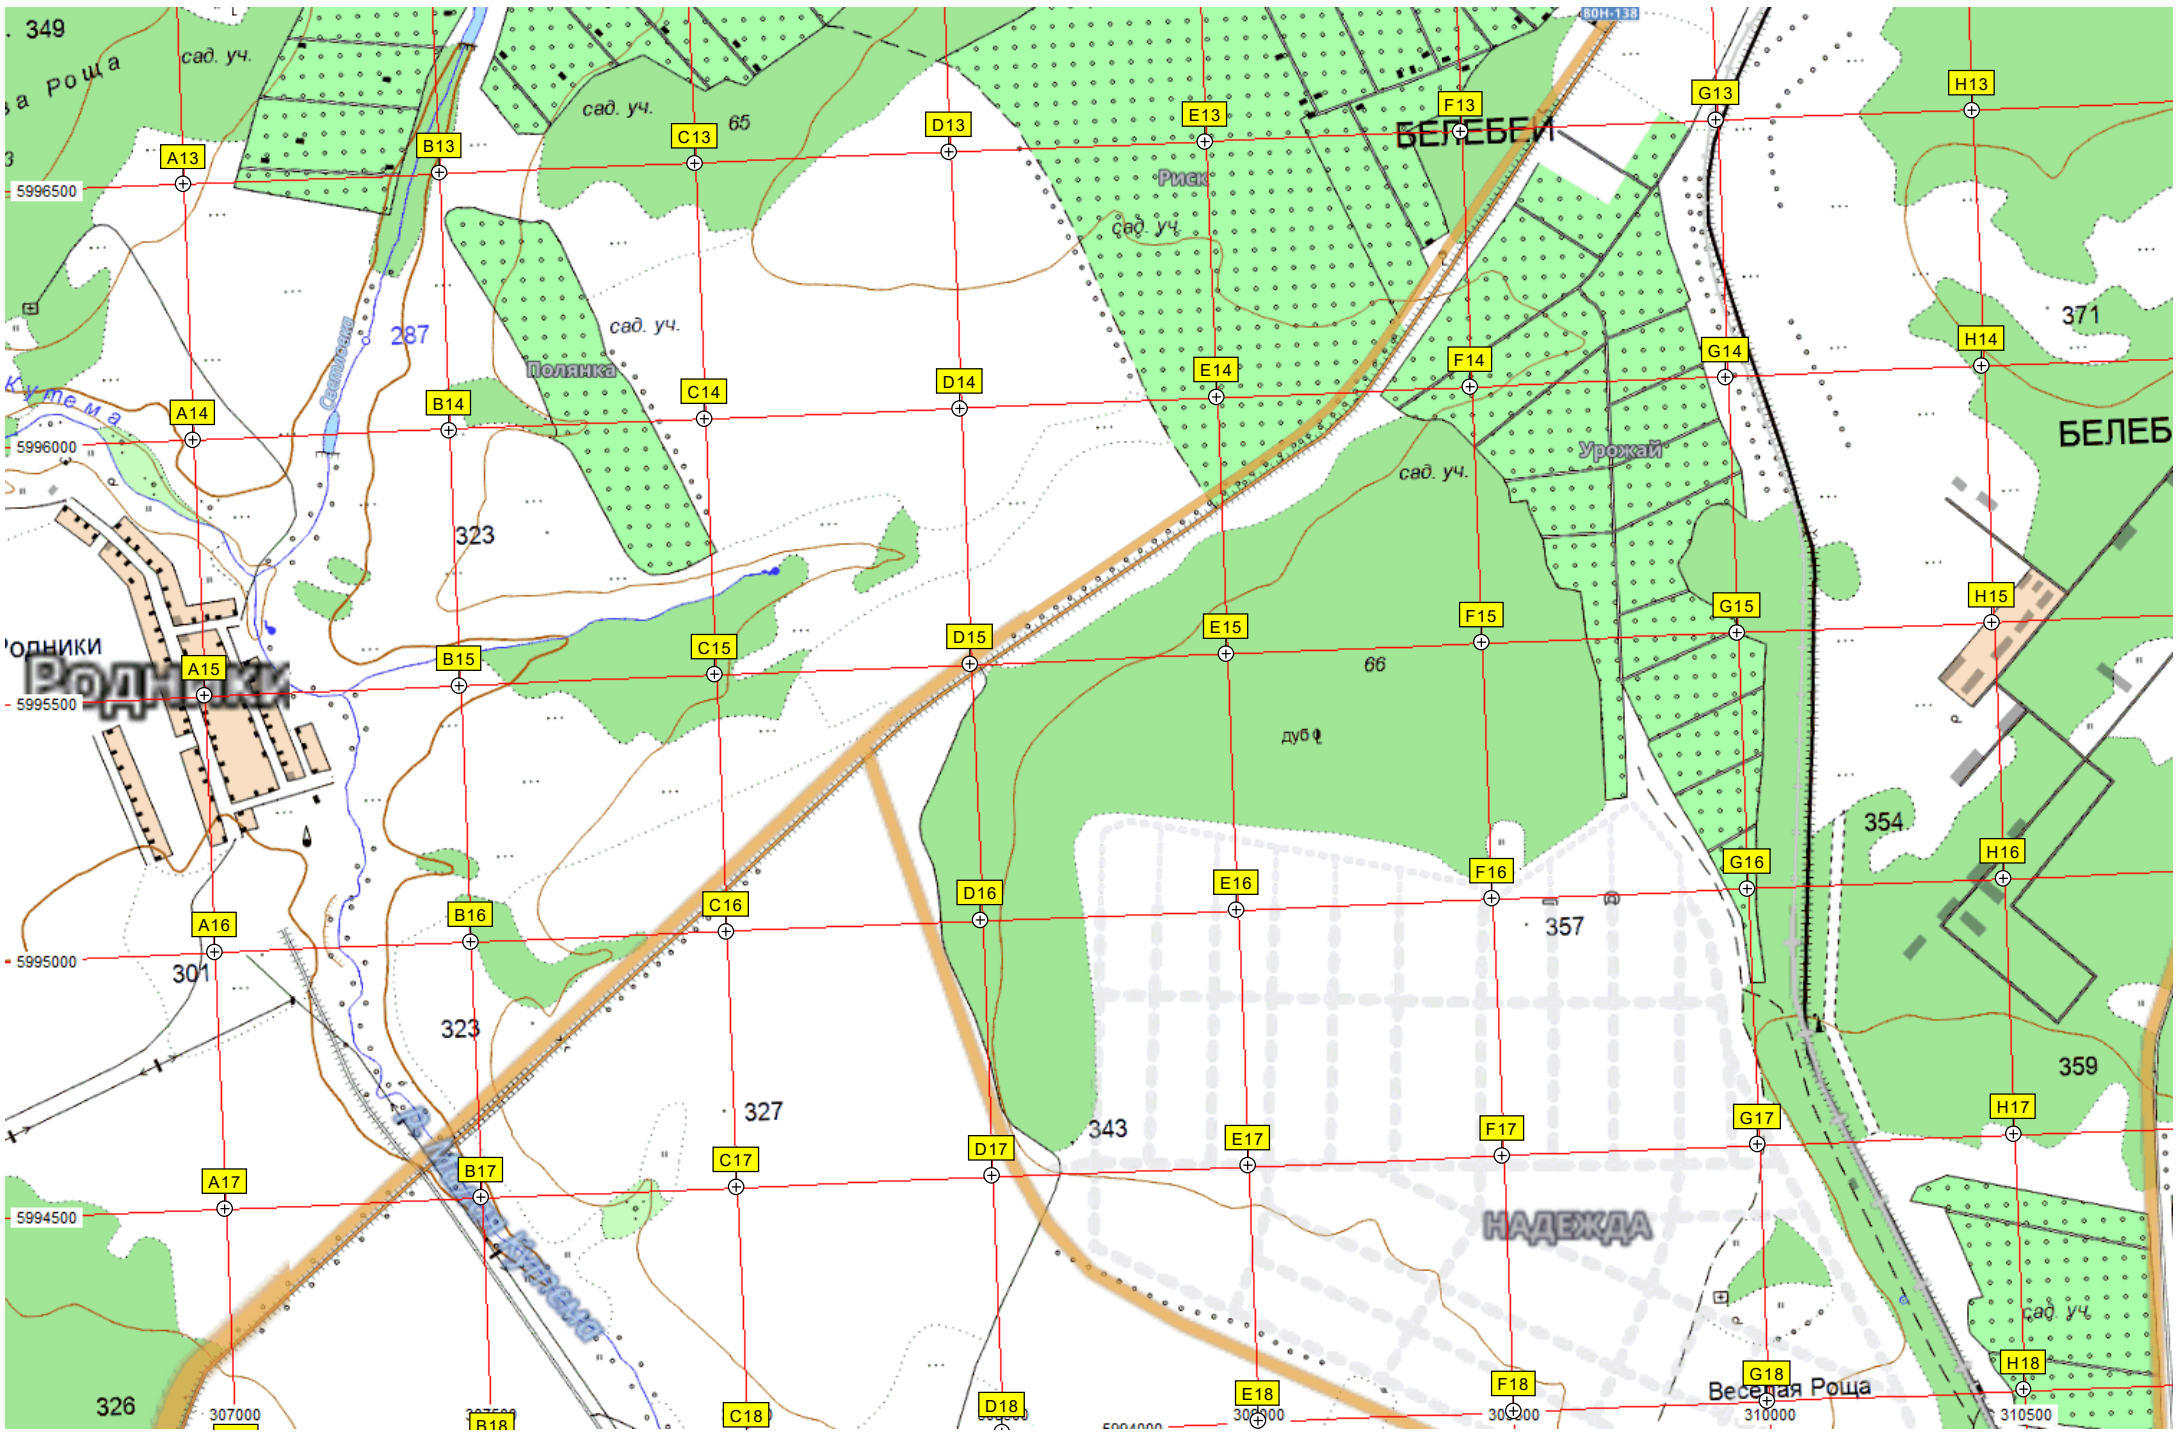 349
сад. уч.
80Н-138
Роща
сад. уч.
65
A13
B13
C13
D13
E13
F13
G13
H13
БЕЛЕБЕЙ
5996500
Риск
сад. уч.
287
Светловка
сад. уч.
Полянка
371
Кутема
A14
B14
C14
D14
E14
F14
G14
H14
5996000
БЕЛЕБ
Урожай
сад. уч.
323
A15
B15
C15
D15
E15
F15
G15
H15
Родники
66
5995500
дуб
354
A16
B16
C16
D16
E16
F16
G16
H16
357
5995000
301
323
359
327
343
Р. Малая Кутема
A17
B17
C17
D17
E17
F17
G17
H17
5994500
НАДЕЖДА
сад. уч.
B18
C18
D18
E18
F18
G18
H18
Веселая Роща
326
307000
310000
310500